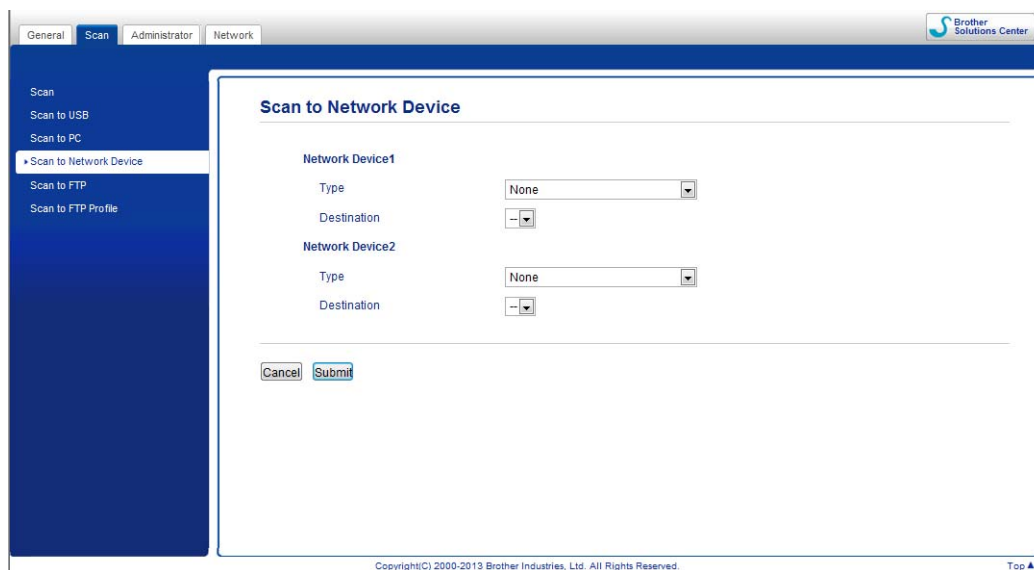 General Scan Administrator Network
Brother
Solutions Center
Scan
Scan to USB
Scan to PC
Scan to Network Device
Scan to FTP
Scan to FTP Profile
Scan to Network Device
Network Device1
Type None
Destination --
Network Device2
Type None
Destination --
Cancel Submit
Copyright(C) 2000-2013 Brother Industries, Ltd. All Rights Reserved. Top